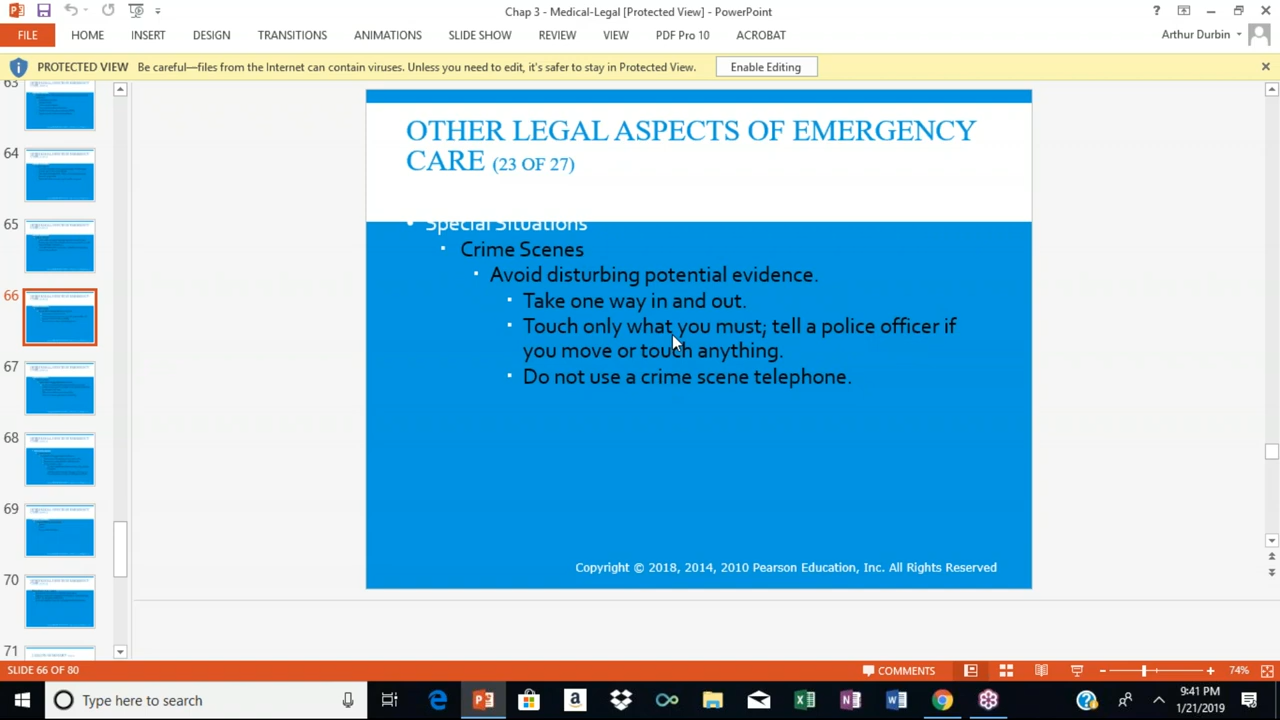 Chap 3 - Medical-Legal [Protected View] - PowerPoint
?
FILE HOME INSERT DESIGN TRANSITIONS ANIMATIONS SLIDE SHOW REVIEW VIEW PDF Pro 10 ACROBAT Arthur Durbin
PROTECTED VIEW Be careful—files from the Internet can contain viruses. Unless you need to edit, it's safer to stay in Protected View. Enable Editing
63
64
65
66
67
68
69
70
71
OTHER LEGAL ASPECTS OF EMERGENCY
CARE (23 OF 27)
Special Situations
Crime Scenes
Avoid disturbing potential evidence.
Take one way in and out.
Touch only what you must; tell a police officer if
you move or touch anything.
Do not use a crime scene telephone.
Copyright © 2018, 2014, 2010 Pearson Education, Inc. All Rights Reserved
SLIDE 66 OF 80 COMMENTS 74%
Type here to search
9:41 PM
1/21/2019